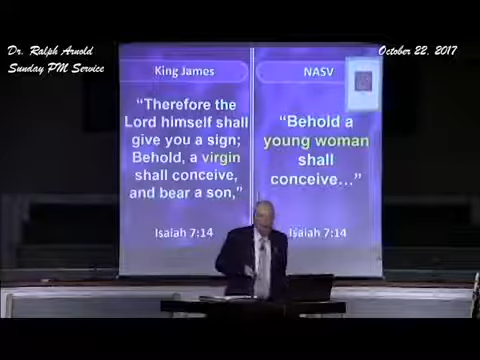 Dr. Ralph Arnold
Sunday PM Service
October 22, 2017
King James
"Therefore the
Lord himself shall
give you a sign;
Behold, a virgin
shall conceive,
and bear a son,"
Isaiah 7:14
NASV
"Behold a
young woman
shall
conceive…"
Isaiah 7:14